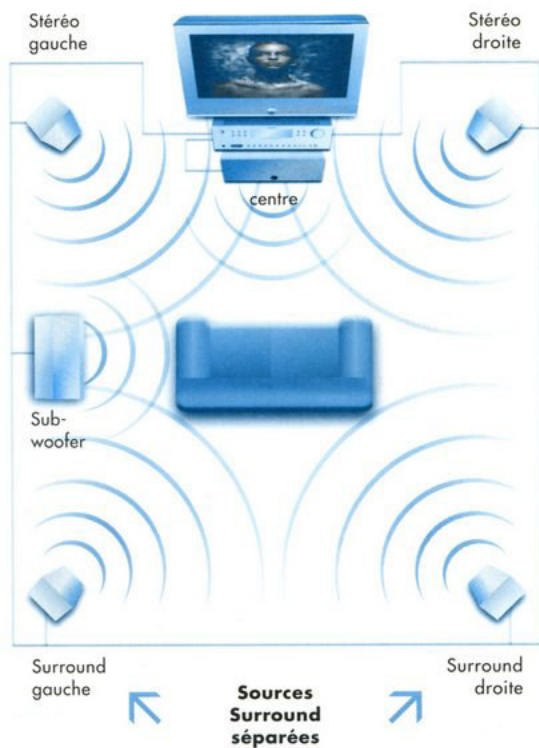 Stéréo
gauche
Stéréo
droite
centre
Sub-
woofer
Surround
gauche
Surround
droite
Sources
Surround
séparées